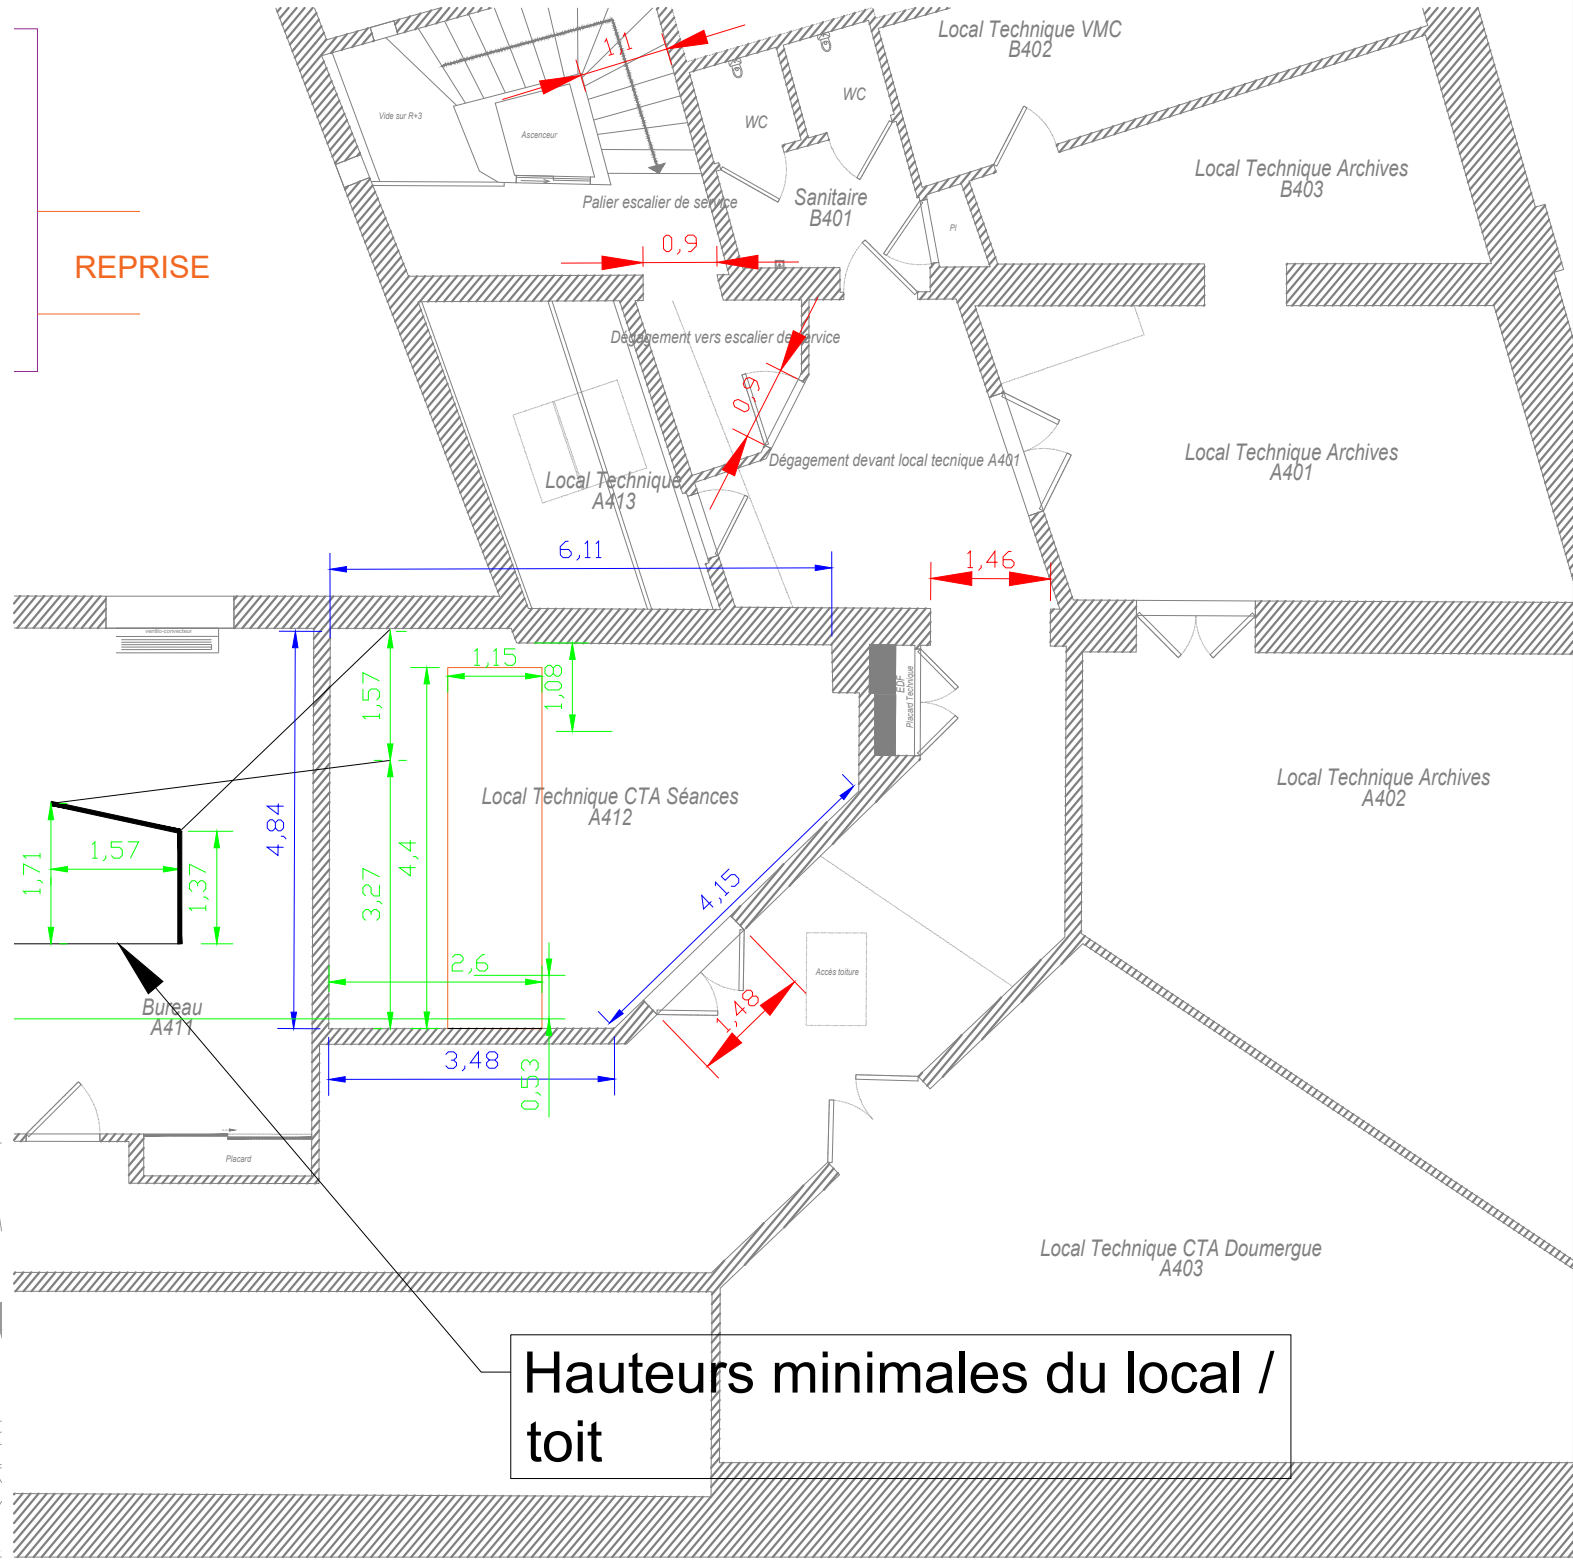 Local Technique VMC
B402
1,1
WC
WC
Vide sur R+3
Ascenceur
Local Technique Archives
B403
Palier escalier de service
Sanitaire
B401
Pl
0,9
REPRISE
Dégagement vers escalier de service
0,9
Dégagement devant local tecnique A401
Local Technique Archives
A401
Local Technique
A413
6,11
1,46
ventilo-convecteur
1,15
1,08
1,57
EDF
Placard Technique
Local Technique CTA Séances
A412
Local Technique Archives
A402
4,84
4,4
1,57
1,71
1,37
3,27
4,15
2,6
Accès toiture
1,48
Bureau
A411
3,48
0,53
Placard
Local Technique CTA Doumergue
A403
Hauteurs minimales du local /
toit